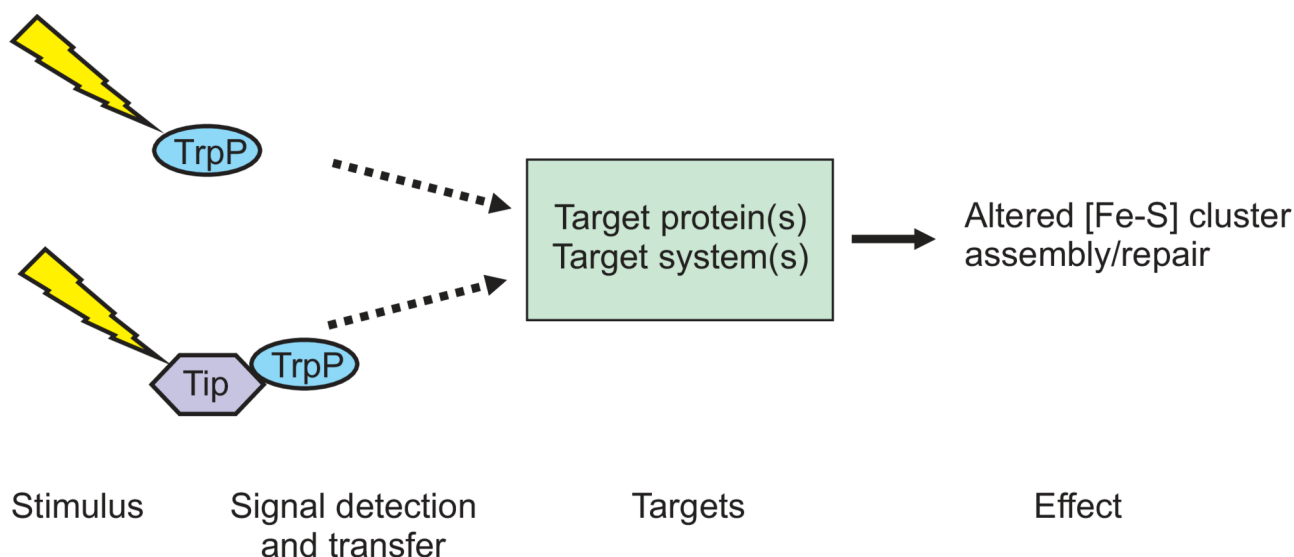 TrpP
Target protein(s)
Target system(s)
Altered [Fe-S] cluster
assembly/repair
TrpP
Tip
Stimulus
Signal detection
and transfer
Targets
Effect